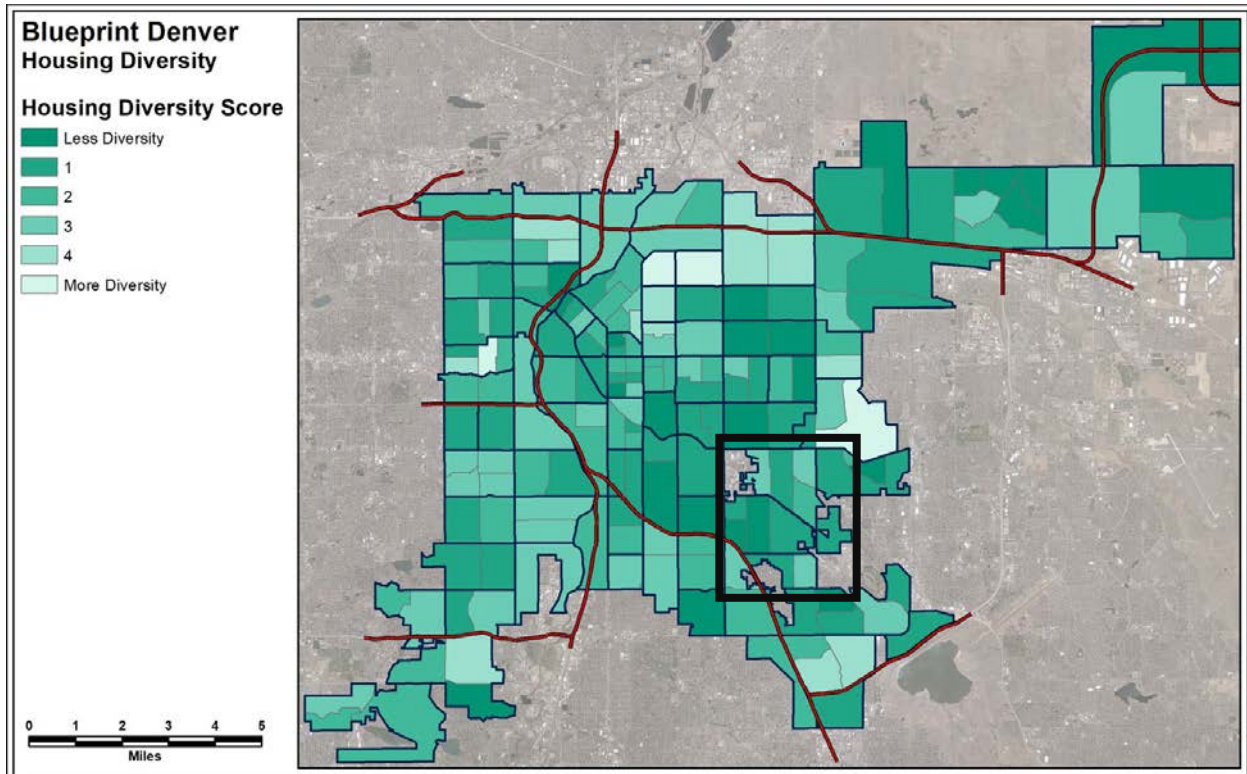 Blueprint Denver
Housing Diversity
Housing Diversity Score
Less Diversity
1
2
3
4
More Diversity
0 1 2 3 4 5
Miles